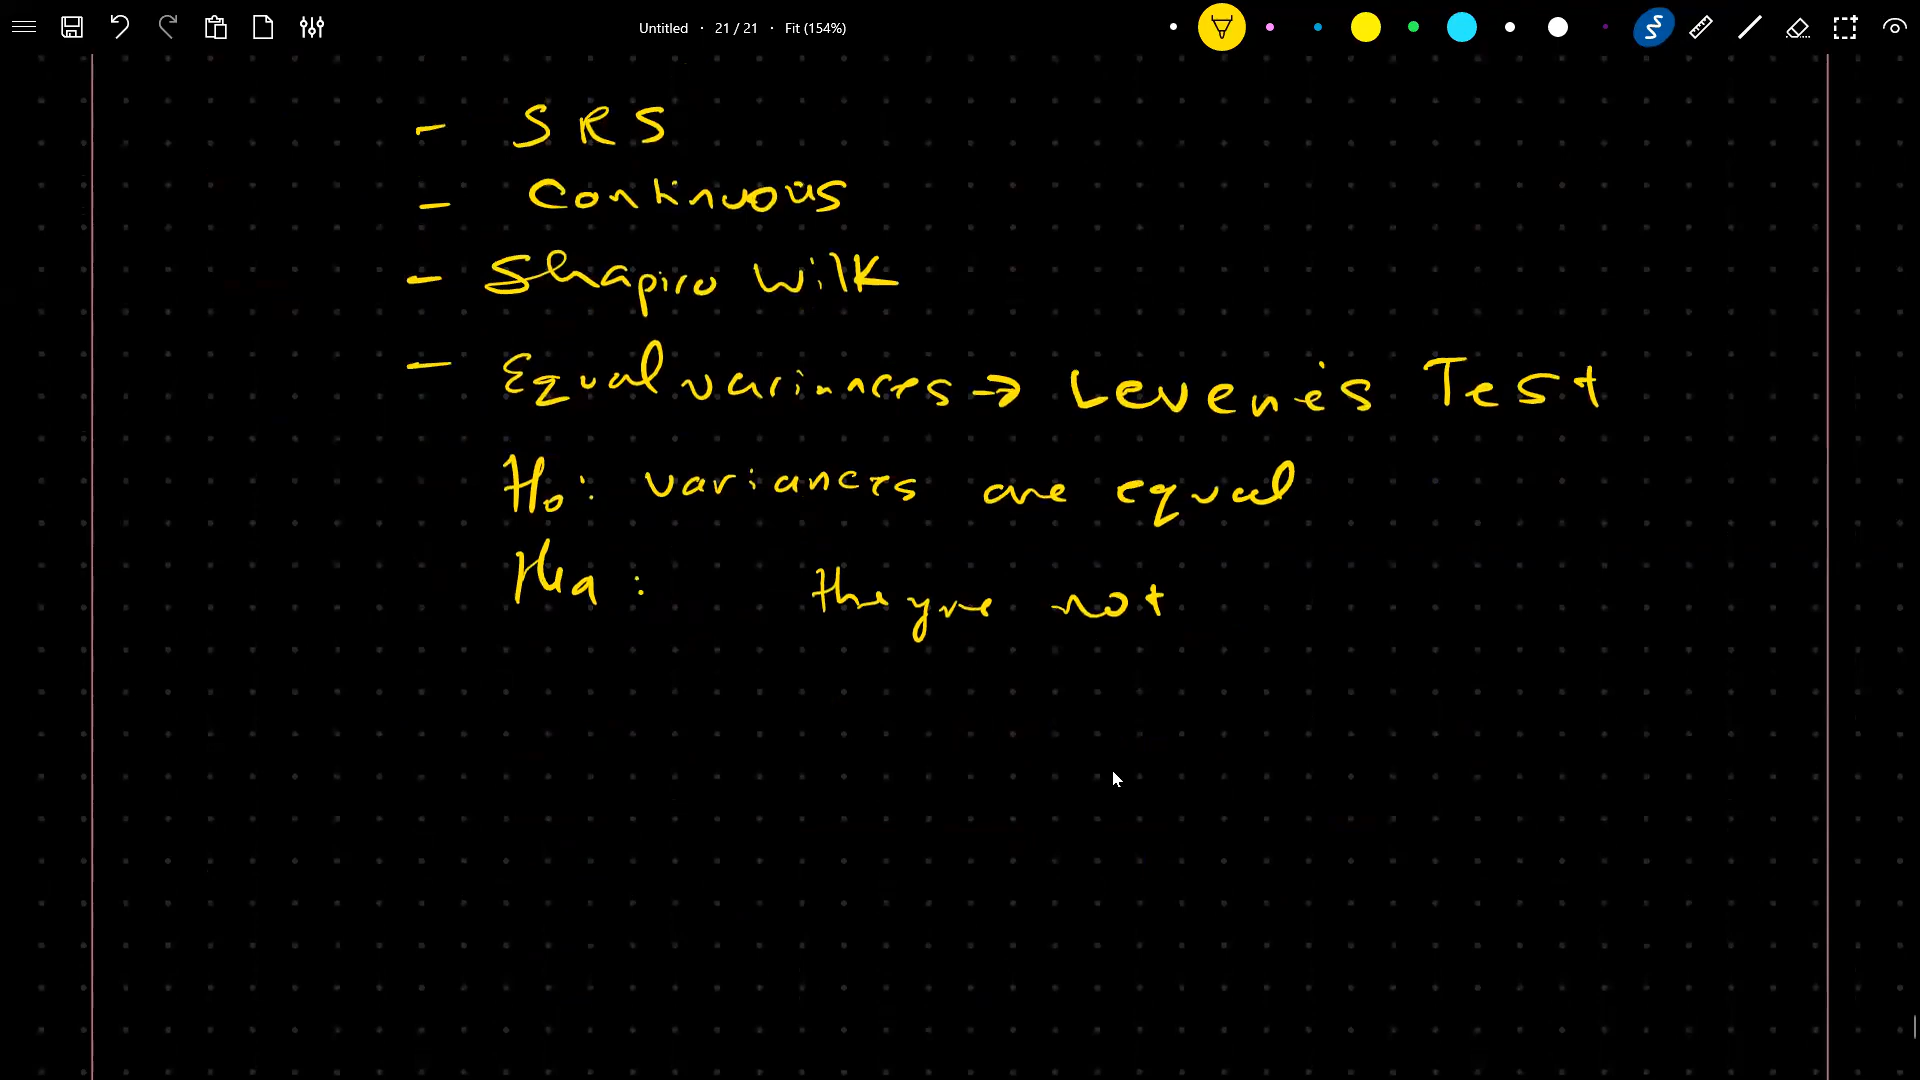 Untitled · 21 / 21 · Fit (154%)
- SRS
- Continuous
- Shapiro Wilk
- Equal variances → Levene's Test
H₀: variances are equal
Ha: they're not